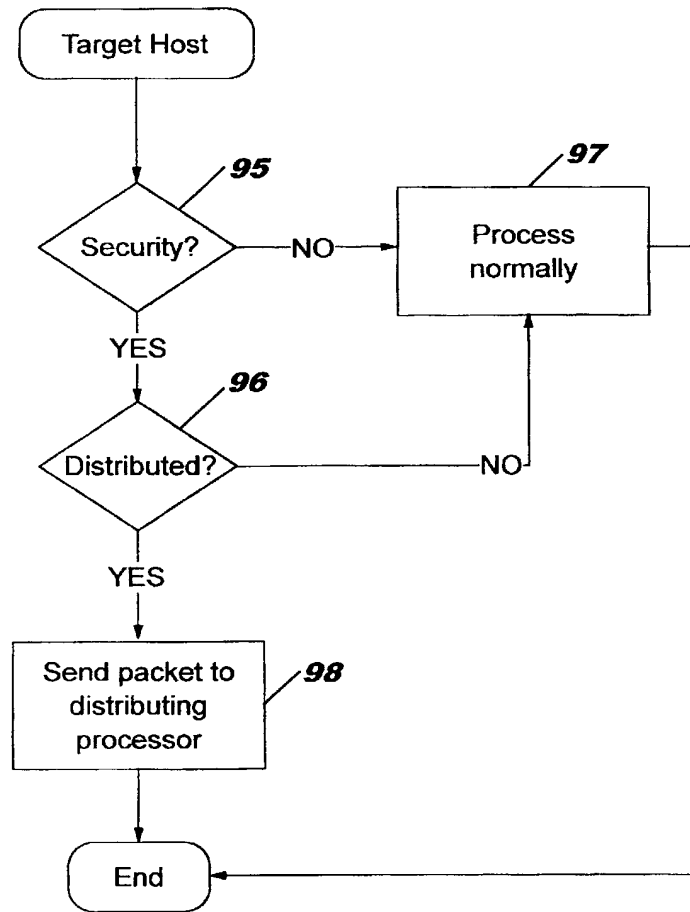 Target Host
95
97
Security?
NO
Process
normally
YES
96
Distributed?
NO
YES
Send packet to
distributing
processor
98
End